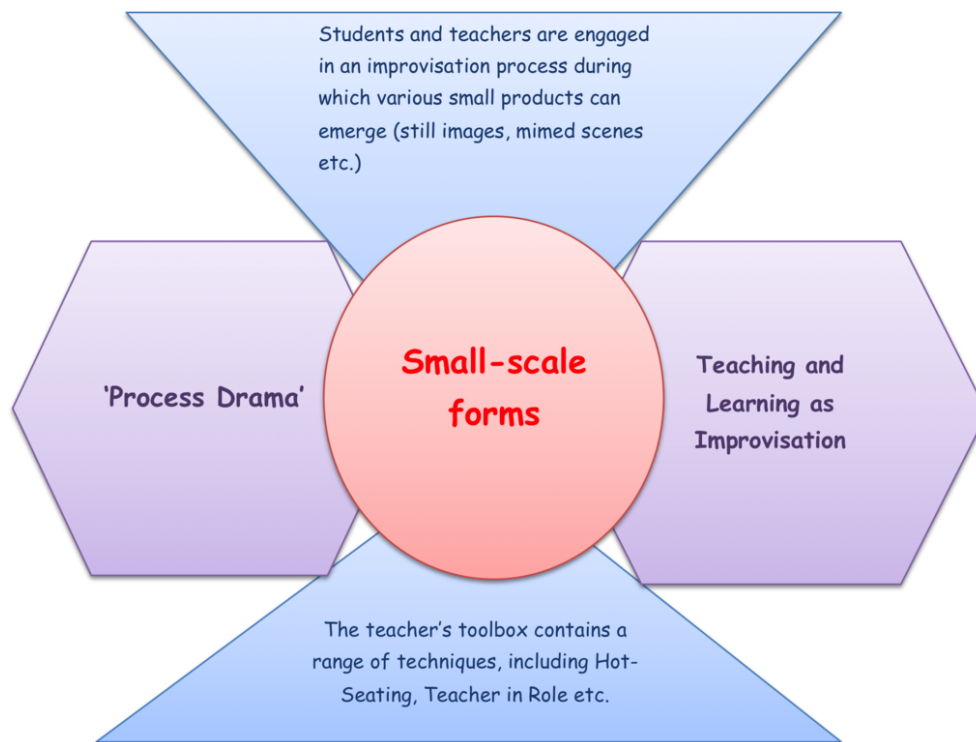 Students and teachers are engaged
in an improvisation process during
which various small products can
emerge (still images, mimed scenes
etc.)
‘Process Drama’
Small-scale
forms
Teaching and
Learning as
Improvisation
The teacher’s toolbox contains a
range of techniques, including Hot-
Seating, Teacher in Role etc.